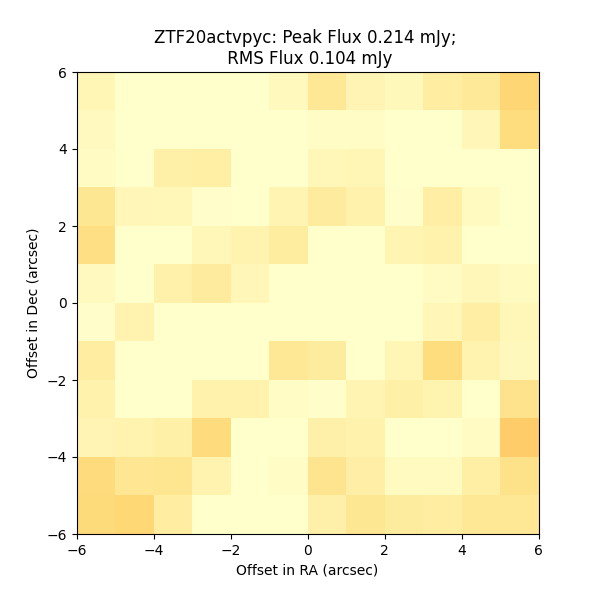 ZTF20actvpyc: Peak Flux 0.214 mJy;
RMS Flux 0.104 mJy
6
4
2
0
−2
−4
−6
Offset in Dec (arcsec)
−6 −4 −2 0 2 4 6
Offset in RA (arcsec)